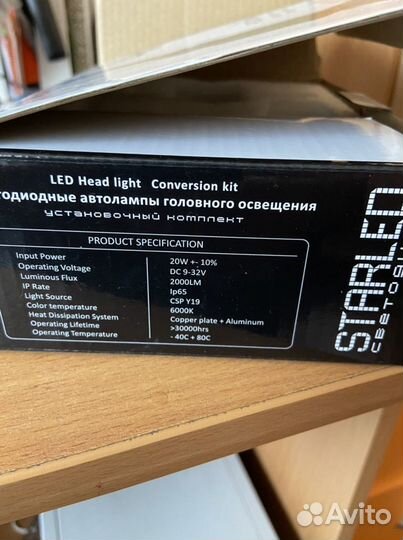 LED Head light Conversion kit
автолампы головного освещения
установочный комплект
PRODUCT SPECIFICATION
Input Power 20W +- 10%
Operating Voltage DC 9-32V
Luminous Flux 2000LM
IP Rate Ip65
Light Source CSP Y19
Color temperature 6000K
Heat Dissipation System Copper plate + Aluminum
Operating Lifetime >30000hrs
Operating Temperature - 40C + 80C
STARLED
Avito